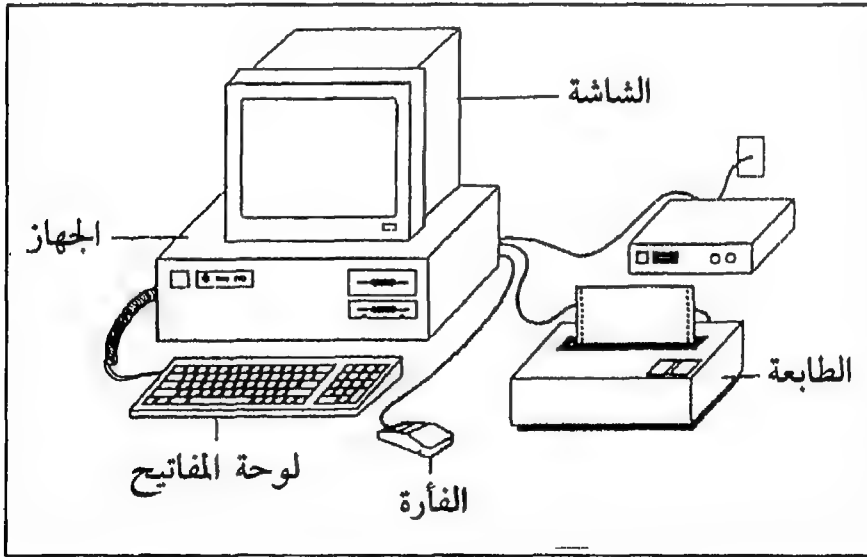 الشاشة
الجهاز
الطابعة
لوحة المفاتيح
الفأرة